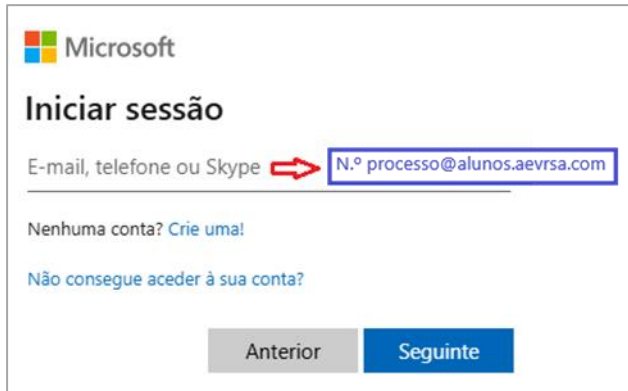 Microsoft
Iniciar sessão
E-mail, telefone ou Skype N.º processo@alunos.aevrsa.com
Nenhuma conta? Crie uma!
Não consegue aceder à sua conta?
Anterior Seguinte